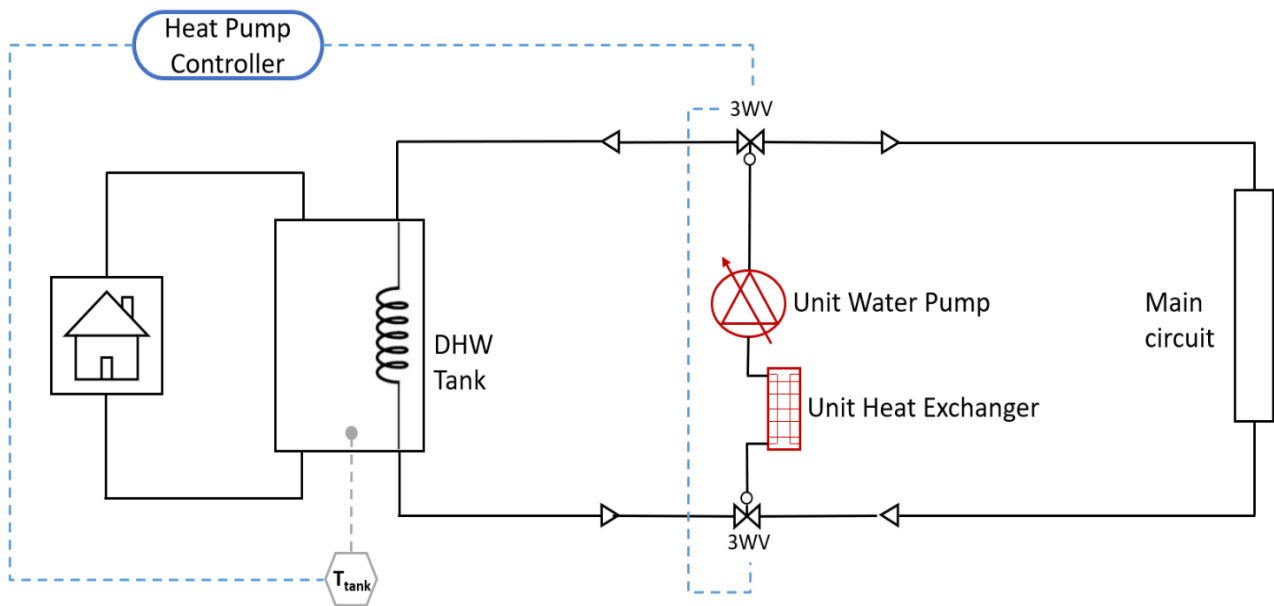 Heat Pump
Controller
3WV
Unit Water Pump
Main
circuit
DHW
Tank
Unit Heat Exchanger
3WV
Ttank